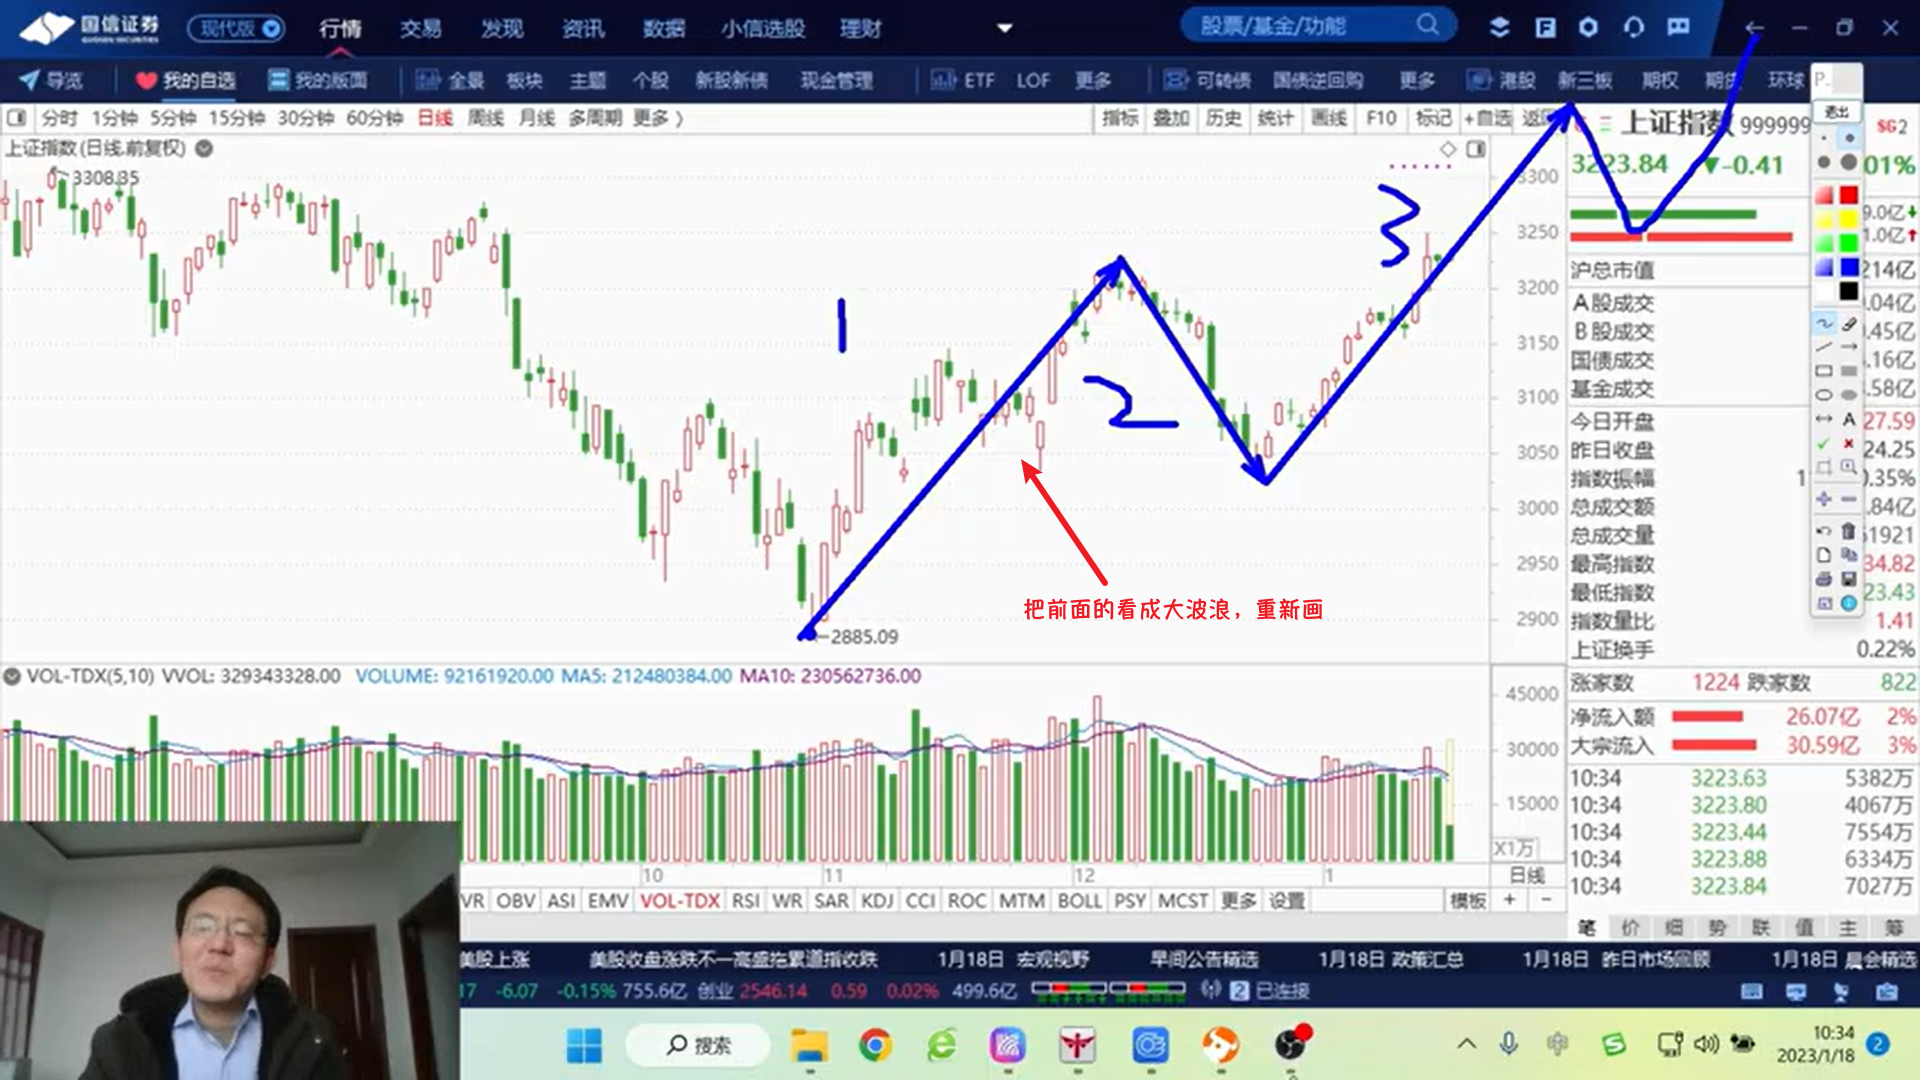 国信证券 现代版 行情 交易 发现 资讯 数据 小信选股 理财 股票/基金/功能
GUOSEN SECURITIES
导览 我的自选 我的版面 全景 板块 主题 个股 新股新债 现金管理 ETF LOF 更多 可转债 国债逆回购 更多 港股 新三板 期权 环球
分时 1分钟 5分钟 15分钟 30分钟 60分钟 日线 周线 月线 多周期 更多 指标 叠加 历史 统计 画线 F10 标记 +自选 返回
退出
上证指数(日线.前复权)
上证指数 999999
3223.84 ▼-0.41 01%
3308.35
3300
3250
3200
3150
3100
3050
3000
2950
2900
1
2
3
把前面的看成大波浪，重新画
2885.09
9.0亿
1.0亿
沪总市值 214亿
A股成交 .04亿
B股成交 .45亿
国债成交 .16亿
基金成交 .58亿
今日开盘 27.59
昨日收盘 24.25
指数振幅 0.35%
总成交额 .84亿
总成交量 61921
最高指数 34.82
最低指数 23.43
指数量比 1.41
上证换手 0.22%
涨家数 1224 跌家数 822
净流入额 26.07亿 2%
大宗流入 30.59亿 3%
10:34 3223.63 5382万
10:34 3223.80 4067万
10:34 3223.44 7554万
10:34 3223.88 6334万
10:34 3223.84 7027万
笔 价 细 势 联 值 主 筹
VOL-TDX(5,10) VVOL: 329343328.00 VOLUME: 92161920.00 MA5: 212480384.00 MA10: 230562736.00
45000
30000
15000
X1万
10 11 12 1 日线
VR OBV ASI EMV VOL-TDX RSI WR SAR KDJ CCI ROC MTM BOLL PSY MCST 更多 设置 模板 + −
美股上涨 美股收盘涨跌不一高盛拖累道指收跌 1月18日 宏观视野 早间公告精选 1月18日 政策汇总 1月18日 昨日市场回顾 1月18日 晨会精选
17 -6.07 -0.15% 755.6亿 创业 2546.14 0.59 0.02% 499.6亿 2 已连接
搜索
中
10:34
2023/1/18
2